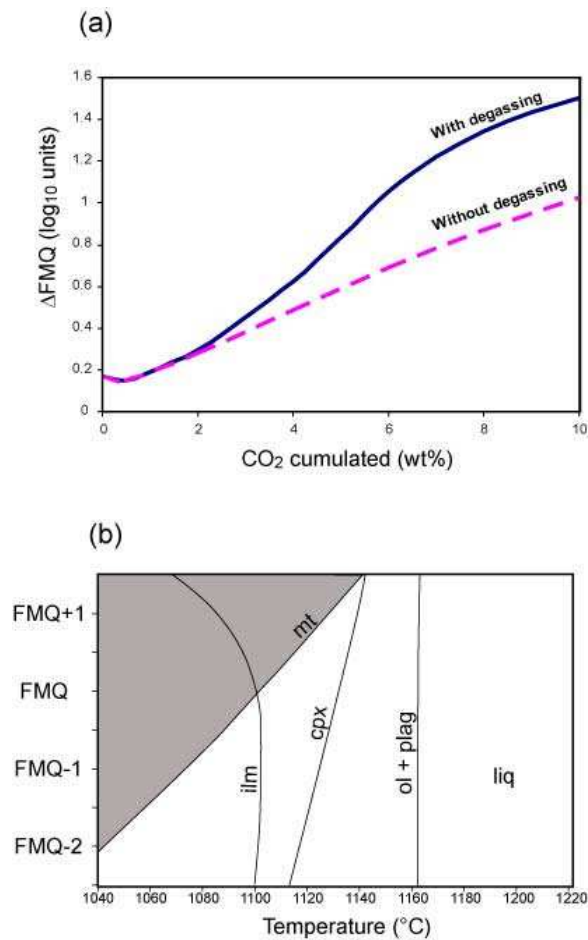 (a)
ΔFMQ (log₁₀ units)
1.6
1.4
1.2
1
0.8
0.6
0.4
0.2
0
With degassing
Without degassing
0 2 4 6 8 10
CO₂ cumulated (wt%)
(b)
FMQ+1
FMQ
FMQ-1
FMQ-2
mt
ilm
cpx
ol + plag
liq
1040 1060 1080 1100 1120 1140 1160 1180 1200 1220
Temperature (°C)